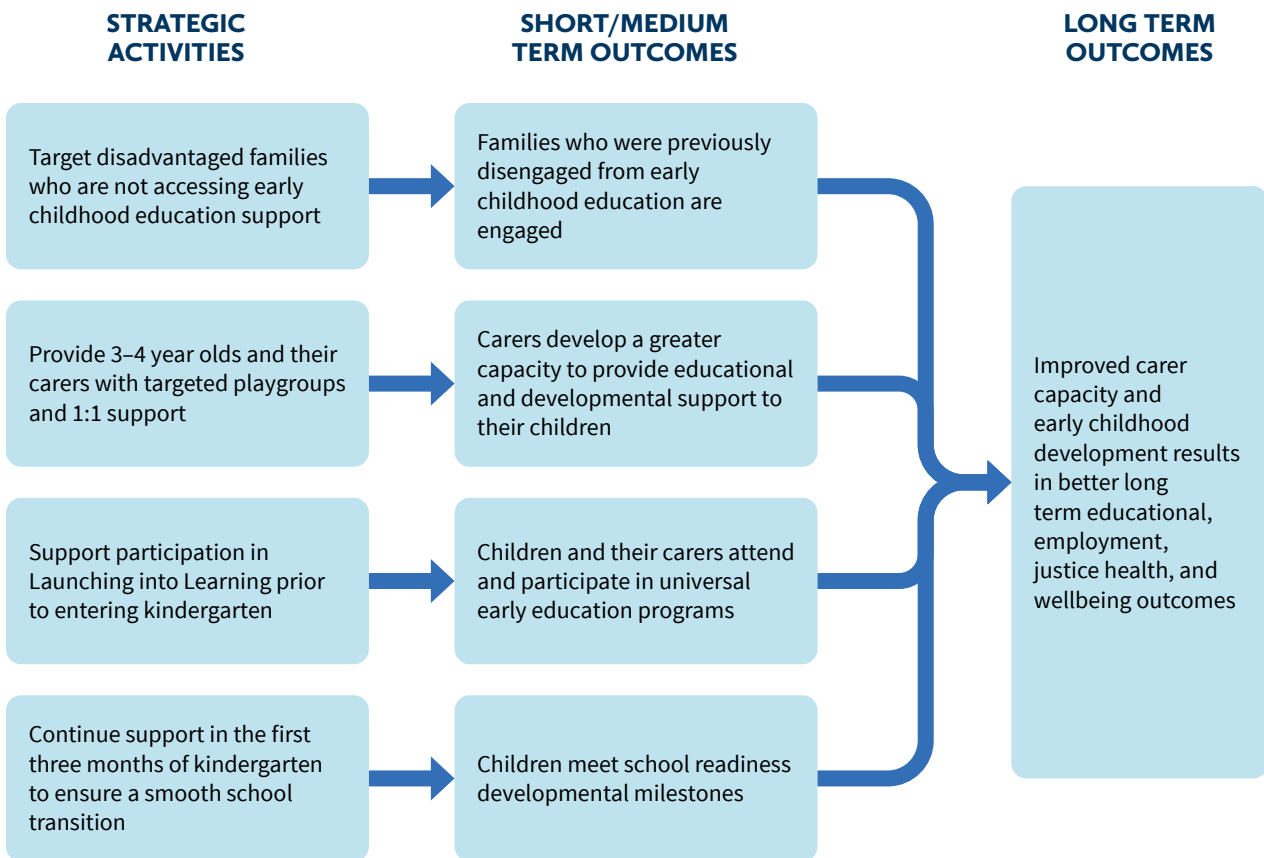 STRATEGIC
ACTIVITIES
SHORT/MEDIUM
TERM OUTCOMES
LONG TERM
OUTCOMES
Target disadvantaged families
who are not accessing early
childhood education support
Families who were previously
disengaged from early
childhood education are
engaged
Provide 3–4 year olds and their
carers with targeted playgroups
and 1:1 support
Carers develop a greater
capacity to provide educational
and developmental support to
their children
Support participation in
Launching into Learning prior
to entering kindergarten
Children and their carers attend
and participate in universal
early education programs
Continue support in the first
three months of kindergarten
to ensure a smooth school
transition
Children meet school readiness
developmental milestones
Improved carer
capacity and
early childhood
development results
in better long
term educational,
employment,
justice health, and
wellbeing outcomes